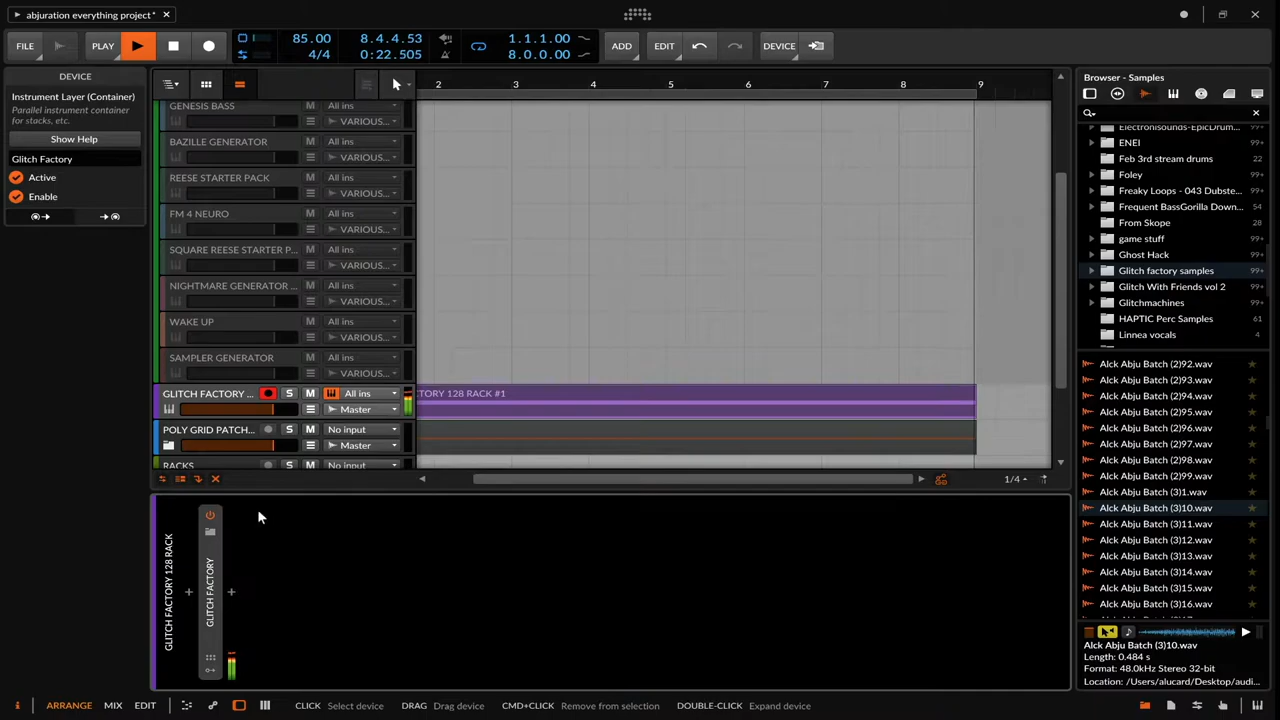 abjuration everything project*
FILE
PLAY
85.00
4/4
8.4.4.53
0:22.505
1.1.1.00
8.0.0.00
ADD
EDIT
DEVICE
DEVICE
Instrument Layer (Container)
Parallel instrument container
for stacks, etc.
Show Help
Glitch Factory
Active
Enable
2
3
4
5
6
7
8
9
GENESIS BASS
M
All ins
VARIOUS...
BAZILLE GENERATOR
M
All ins
VARIOUS...
REESE STARTER PACK
M
All ins
VARIOUS...
FM 4 NEURO
M
All ins
VARIOUS...
SQUARE REESE STARTER P...
M
All ins
VARIOUS...
NIGHTMARE GENERATOR ...
M
All ins
VARIOUS...
WAKE UP
M
All ins
VARIOUS...
SAMPLER GENERATOR
M
All ins
VARIOUS...
GLITCH FACTORY ...
S
M
All ins
Master
TORY 128 RACK #1
POLY GRID PATCH...
S
M
No input
Master
RACKS
S
M
No input
1/4
GLITCH FACTORY 128 RACK
GLITCH FACTORY
Browser - Samples
Electronisounds-EpicDrum...
99+
ENEI
99+
Feb 3rd stream drums
22
Foley
99+
Freaky Loops - 043 Dubste...
99+
Frequent BassGorilla Down...
54
From Skope
28
game stuff
99+
Ghost Hack
99+
Glitch factory samples
99+
Glitch With Friends vol 2
99+
Glitchmachines
99+
HAPTIC Perc Samples
61
Linnea vocals
4
Alck Abju Batch (2)92.wav
Alck Abju Batch (2)93.wav
Alck Abju Batch (2)94.wav
Alck Abju Batch (2)95.wav
Alck Abju Batch (2)96.wav
Alck Abju Batch (2)97.wav
Alck Abju Batch (2)98.wav
Alck Abju Batch (2)99.wav
Alck Abju Batch (3)1.wav
Alck Abju Batch (3)10.wav
Alck Abju Batch (3)11.wav
Alck Abju Batch (3)12.wav
Alck Abju Batch (3)13.wav
Alck Abju Batch (3)14.wav
Alck Abju Batch (3)15.wav
Alck Abju Batch (3)16.wav
Alck Abju Batch (3)10.wav
Length: 0.484 s
Format: 48.0kHz Stereo 32-bit
Location: /Users/alucard/Desktop/audi...
ARRANGE
MIX
EDIT
CLICK Select device
DRAG Drag device
CMD+CLICK Remove from selection
DOUBLE-CLICK Expand device